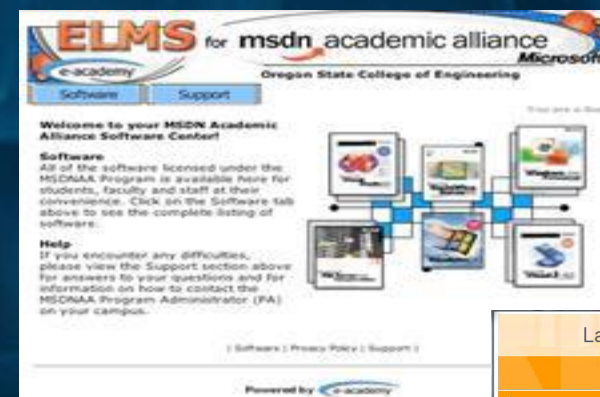 ELMS for msdn academic alliance
Microsoft
e-academy
Oregon State College of Engineering
Software Support
Welcome to your MSDN Academic
Alliance Software Center!
Software
All of the software licensed under the
MSDNAA Program is available here for
students, faculty and staff at their
convenience. Click on the Software tab
above to see the complete listing of
software.
Help
If you encounter any difficulties,
please view the Support section above
for answers to your questions and for
information on how to contact the
MSDNAA Program Administrator (PA)
on your campus.
| Software | Privacy Policy | Support |
La
Powered by e-academy